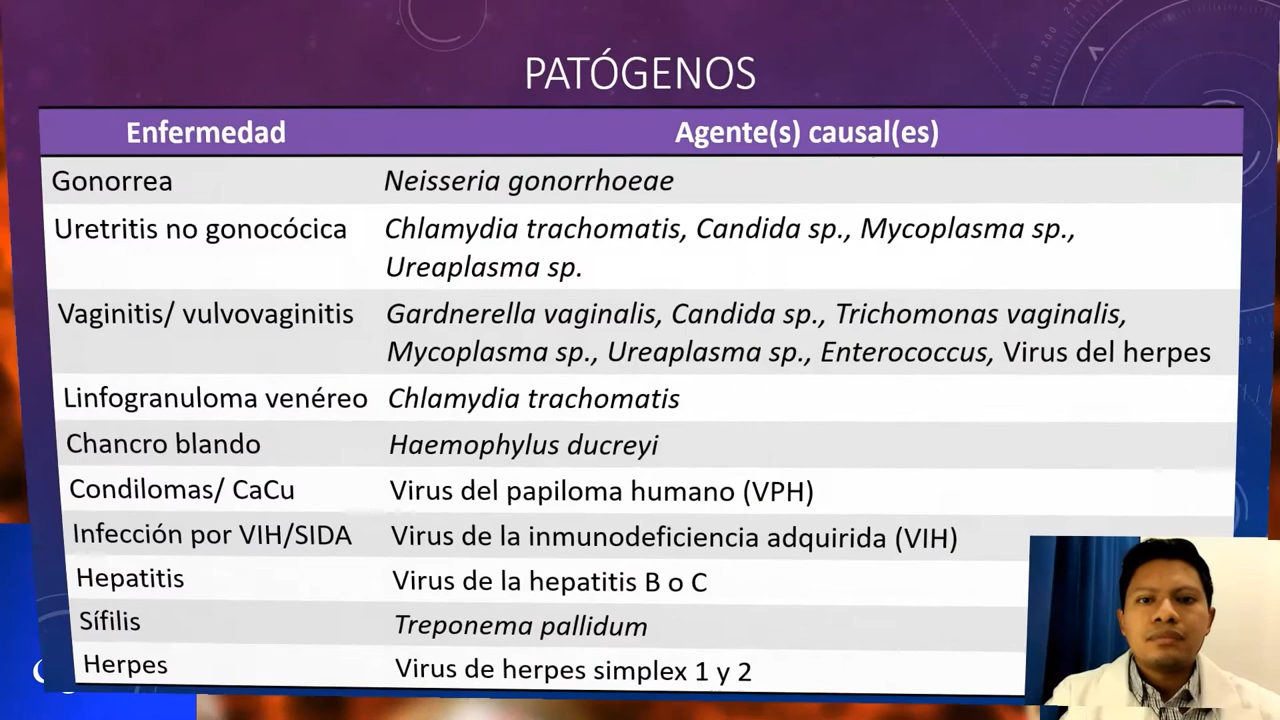 PATÓGENOS
Enfermedad Agente(s) causal(es)
Gonorrea Neisseria gonorrhoeae
Uretritis no gonocócica Chlamydia trachomatis, Candida sp., Mycoplasma sp.,
Ureaplasma sp.
Vaginitis/ vulvovaginitis Gardnerella vaginalis, Candida sp., Trichomonas vaginalis,
Mycoplasma sp., Ureaplasma sp., Enterococcus, Virus del herpes
Linfogranuloma venéreo Chlamydia trachomatis
Chancro blando Haemophylus ducreyi
Condilomas/ CaCu Virus del papiloma humano (VPH)
Infección por VIH/SIDA Virus de la inmunodeficiencia adquirida (VIH)
Hepatitis Virus de la hepatitis B o C
Sífilis Treponema pallidum
Herpes Virus de herpes simplex 1 y 2